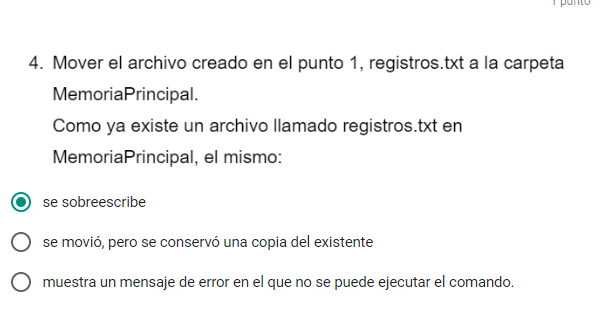 1 punto
4. Mover el archivo creado en el punto 1, registros.txt a la carpeta
MemoriaPrincipal.
Como ya existe un archivo llamado registros.txt en
MemoriaPrincipal, el mismo:
se sobreescribe
se movió, pero se conservó una copia del existente
muestra un mensaje de error en el que no se puede ejecutar el comando.